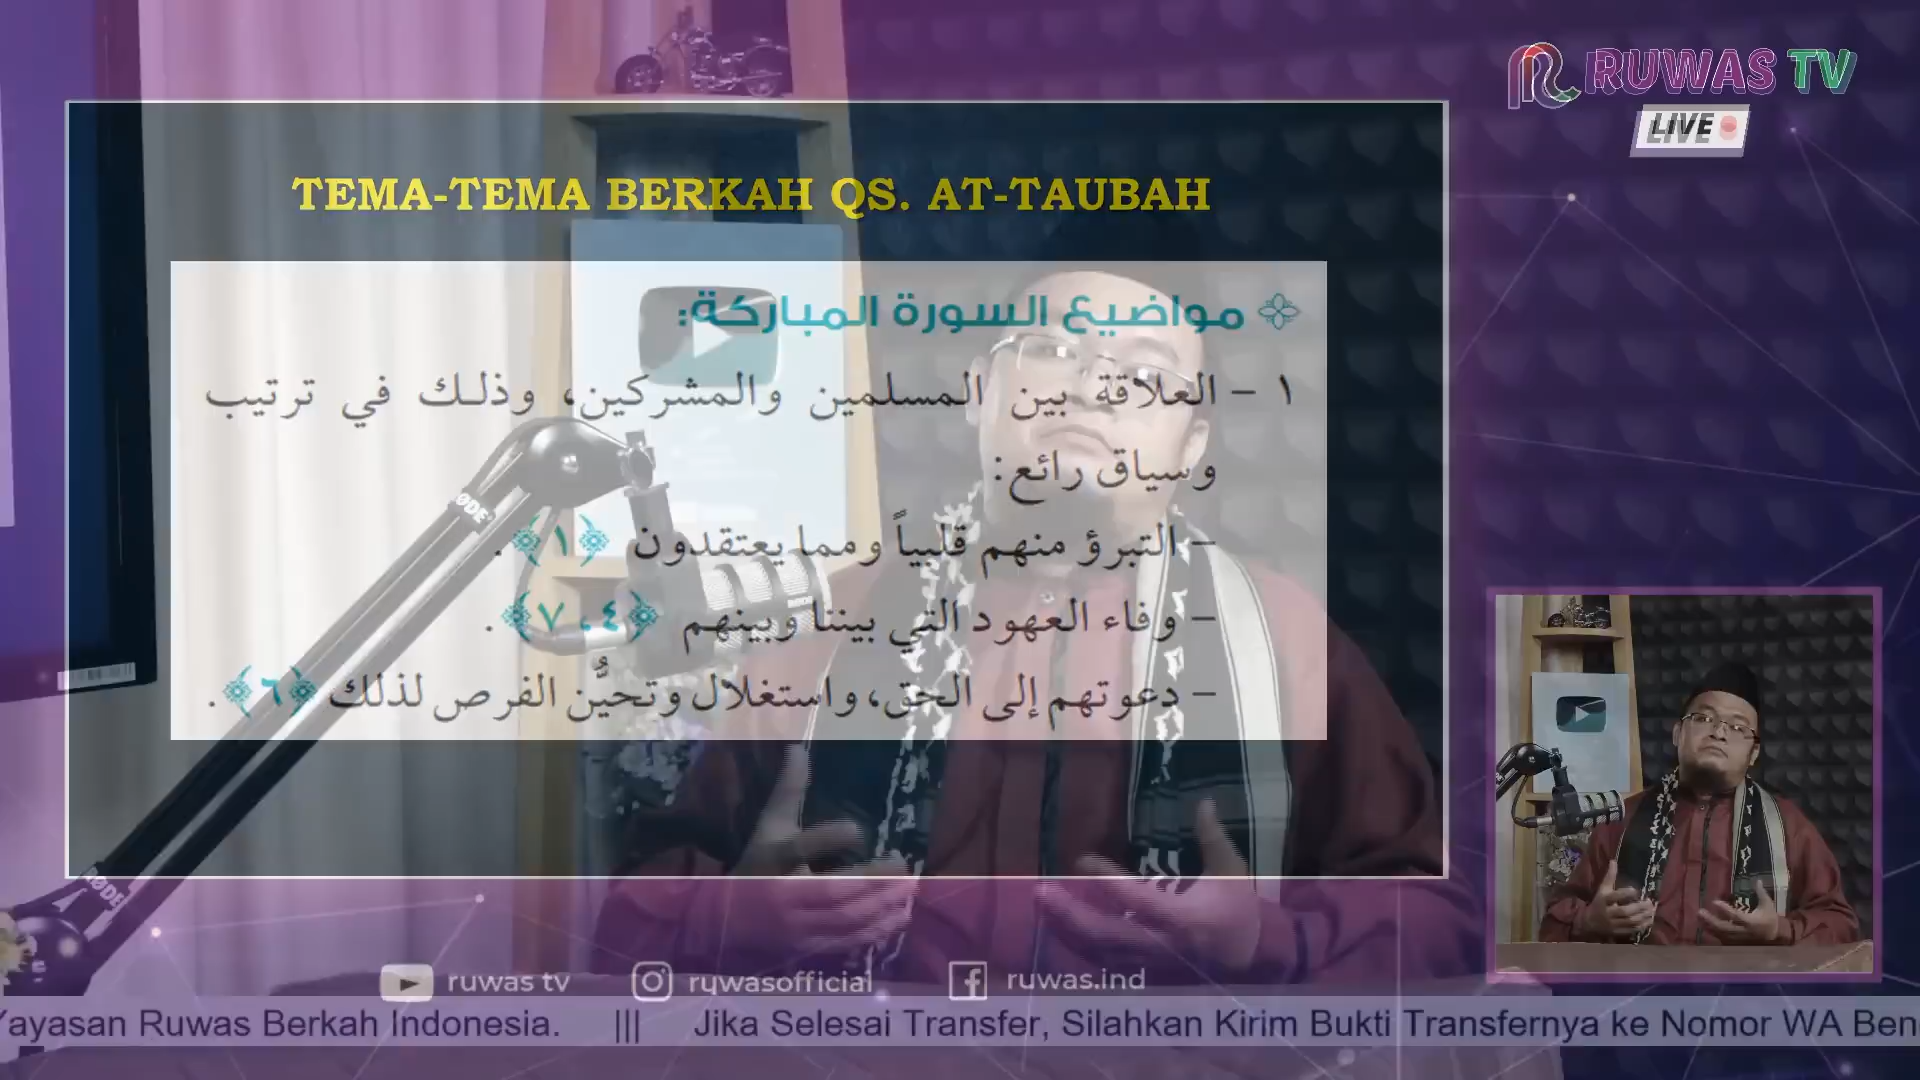 RUWAS TV
LIVE
TEMA-TEMA BERKAH QS. AT-TAUBAH
مواضيع السورة المباركة:
١ - العلاقة بين المسلمين والمشركين، وذلك في ترتيب
وسياق رائع:
- التبرؤ منهم قلبياً ومما يعتقدون ﴿١﴾.
- وفاء العهود التي بيننا وبينهم ﴿٤، ٧﴾.
- دعوتهم إلى الحق، واستغلال وتحيُّن الفرص لذلك ﴿٦﴾.
RØDE
RØDE
ruwas tv
ruwasofficial
ruwas.ind
Yayasan Ruwas Berkah Indonesia. ||| Jika Selesai Transfer, Silahkan Kirim Bukti Transfernya ke Nomor WA Ben